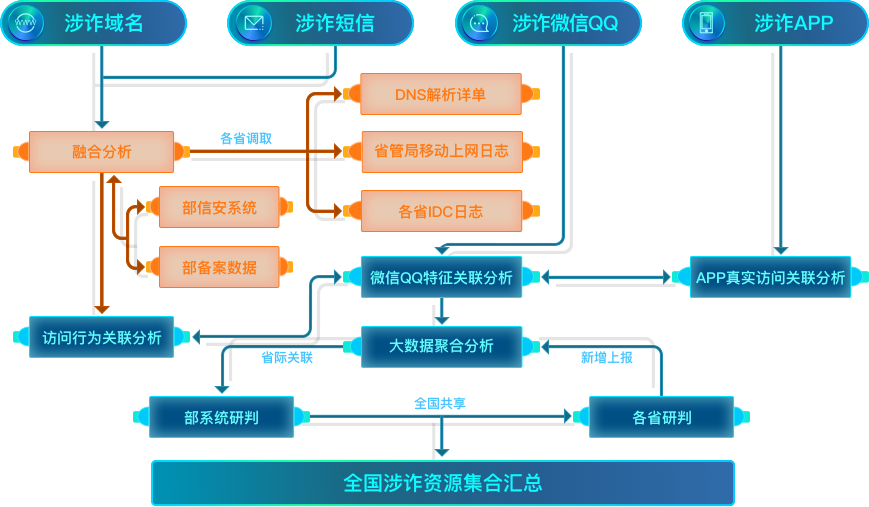 涉诈域名
涉诈短信
涉诈微信QQ
涉诈APP
DNS解析详单
各省调取
融合分析
省管局移动上网日志
部信安系统
各省IDC日志
部备案数据
微信QQ特征关联分析
APP真实访问关联分析
访问行为关联分析
大数据聚合分析
省际关联
新增上报
全国共享
部系统研判
各省研判
全国涉诈资源集合汇总